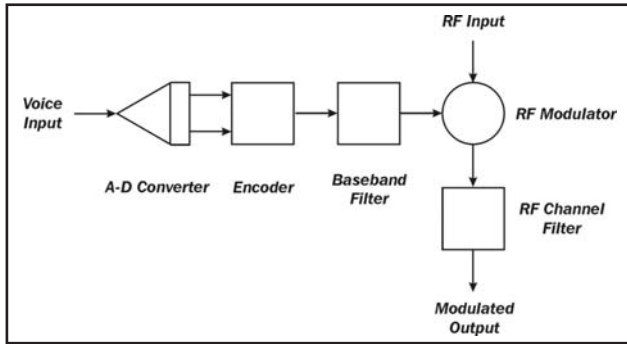 RF Input
Voice
Input
RF Modulator
A-D Converter
Encoder
Baseband
Filter
RF Channel
Filter
Modulated
Output